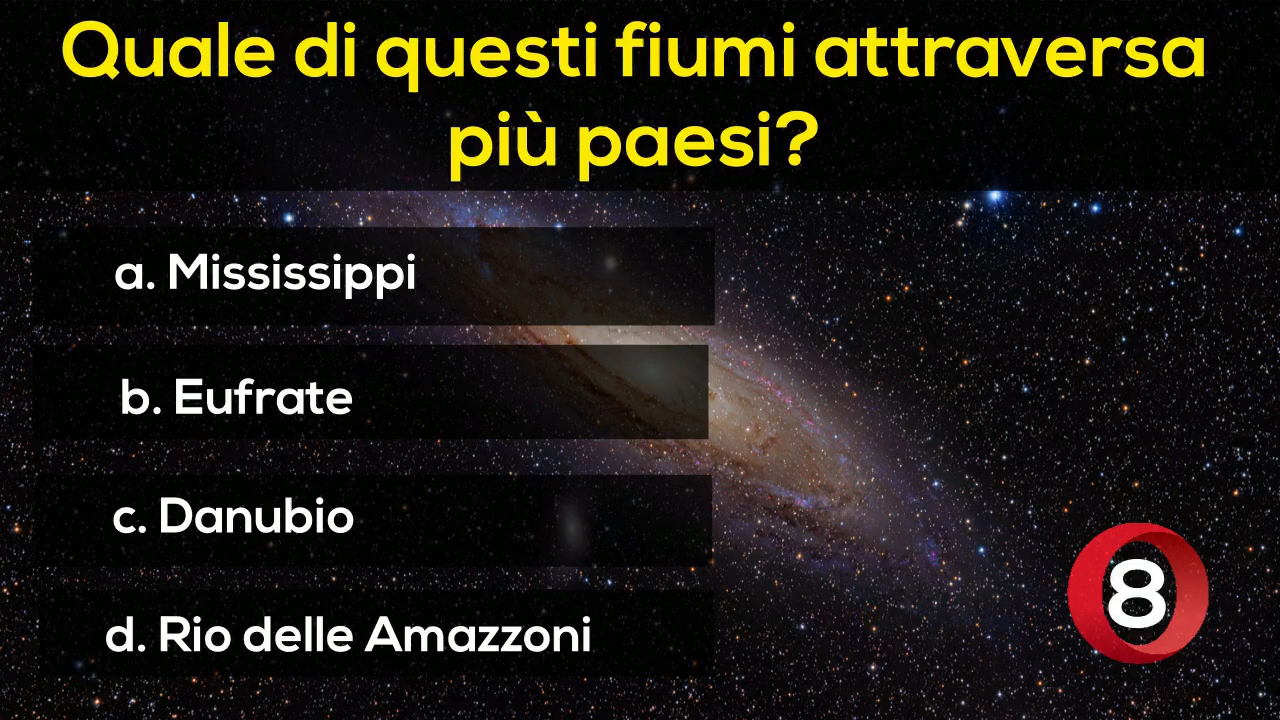 Quale di questi fiumi attraversa
più paesi?
a. Mississippi
b. Eufrate
c. Danubio
d. Rio delle Amazzoni
8